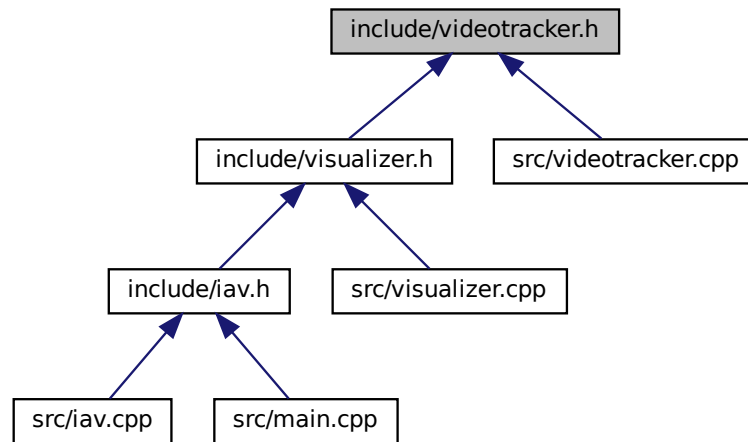 include/videotracker.h
include/visualizer.h
src/videotracker.cpp
include/iav.h
src/visualizer.cpp
src/iav.cpp
src/main.cpp